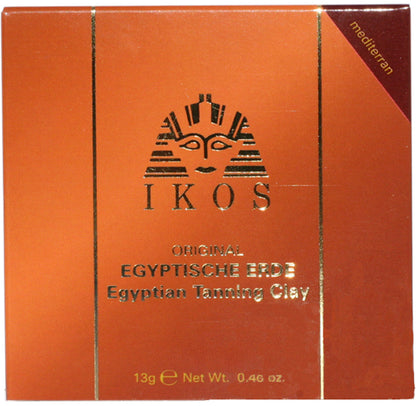 mediterran
IKOS
ORIGINAL
EGYPTISCHE ERDE
Egyptian Tanning Clay
13g ℮ Net Wt. 0.46 oz.